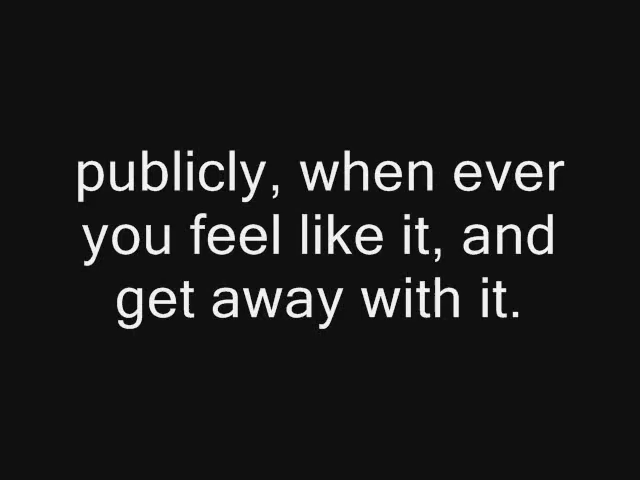 publicly, when ever
you feel like it, and
get away with it.